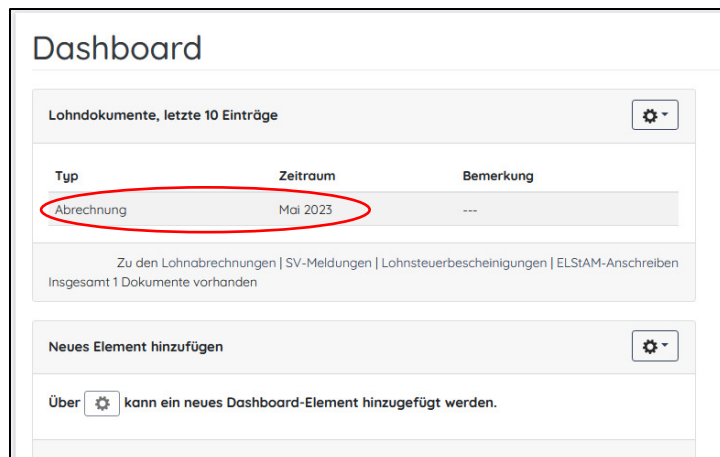 Dashboard
Lohndokumente, letzte 10 Einträge
Typ Zeitraum Bemerkung
Abrechnung Mai 2023 ---
Zu den Lohnabrechnungen | SV-Meldungen | Lohnsteuerbescheinigungen | ELStAM-Anschreiben
Insgesamt 1 Dokumente vorhanden
Neues Element hinzufügen
Über kann ein neues Dashboard-Element hinzugefügt werden.